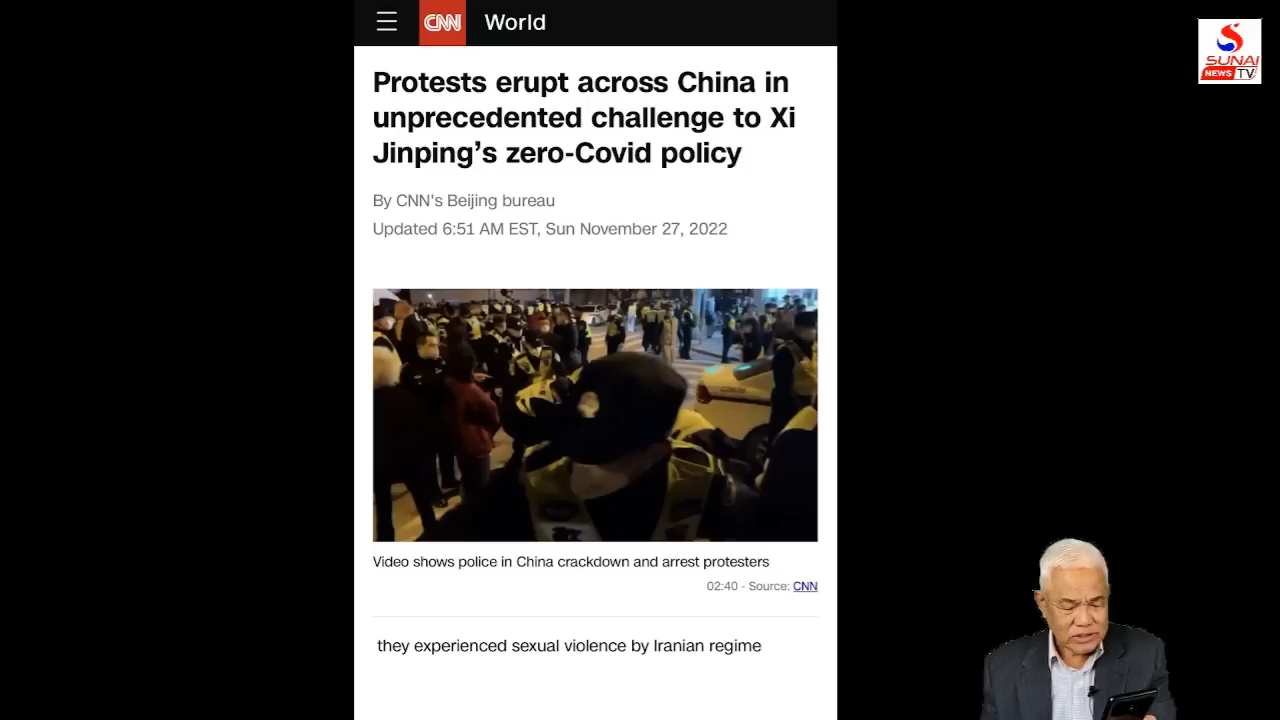 CNN World
SUNAI
NEWS TV
Protests erupt across China in
unprecedented challenge to Xi
Jinping's zero-Covid policy
By CNN's Beijing bureau
Updated 6:51 AM EST, Sun November 27, 2022
Video shows police in China crackdown and arrest protesters
02:40 - Source: CNN
they experienced sexual violence by Iranian regime